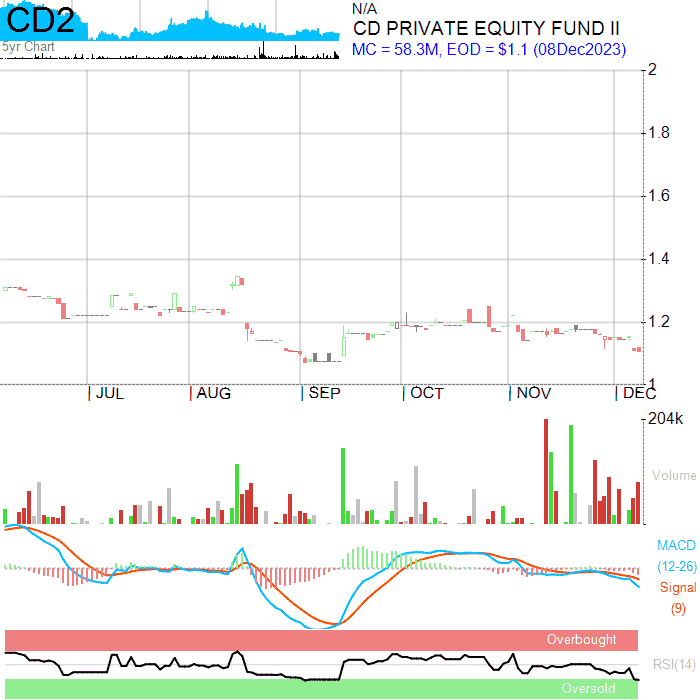 CD2
5yr Chart
N/A
CD PRIVATE EQUITY FUND II
MC = 58.3M, EOD = $1.1 (08Dec2023)
2
1.8
1.6
1.4
1.2
1
JUL AUG SEP OCT NOV DEC
204k
Volume
MACD
(12-26)
Signal
(9)
Overbought
RSI(14)
Oversold